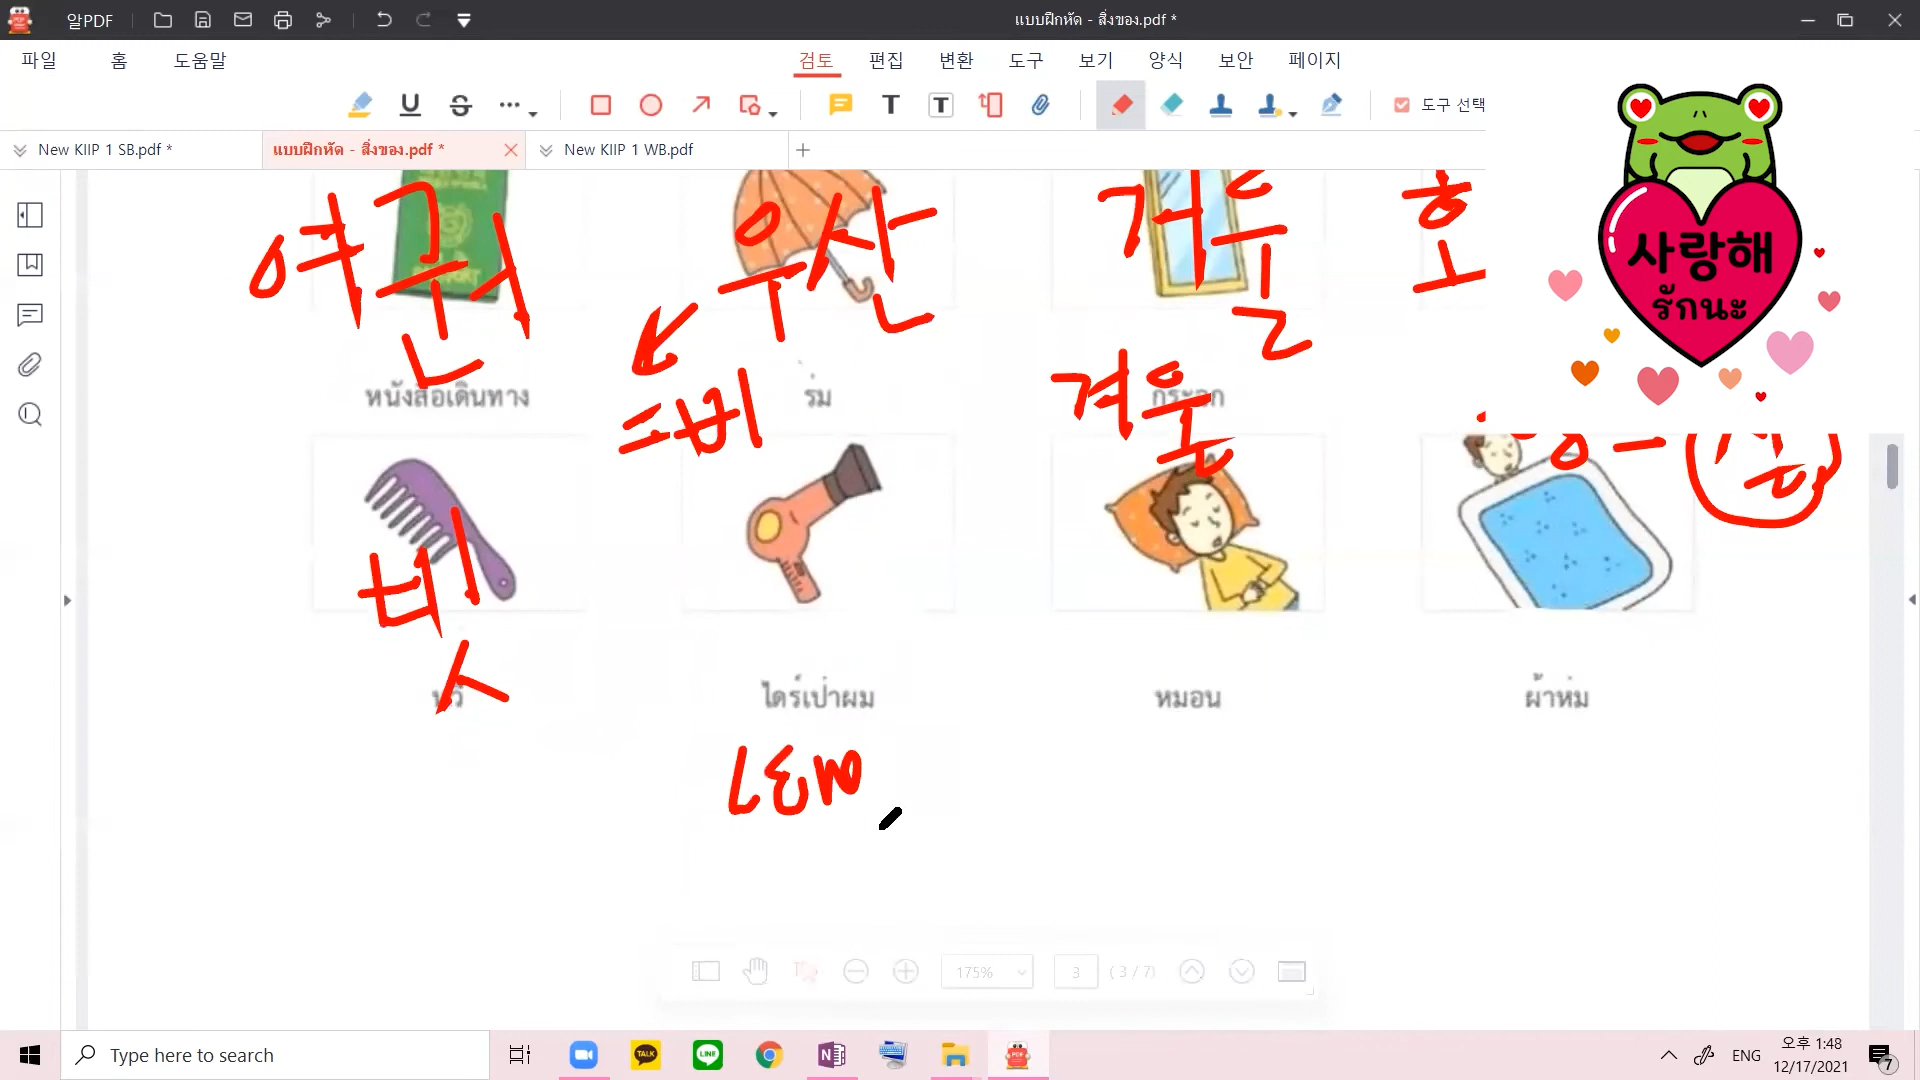 알PDF
แบบฝึกหัด - สิ่งของ.pdf *
파일 홈 도움말 검토 편집 변환 도구 보기 양식 보안 페이지
도구 선택
New KIIP 1 SB.pdf * แบบฝึกหัด - สิ่งของ.pdf * New KIIP 1 WB.pdf
여권 우산 거울
사랑해
รักนะ
หนังสือเดินทาง ร่ม กระจก
겨울
빗
หวี ไดร์เป่าผม หมอน ผ้าห่ม
175% 3 (3 / 7)
Type here to search
TALK LINE PDF
ENG
오후 1:48
12/17/2021
7